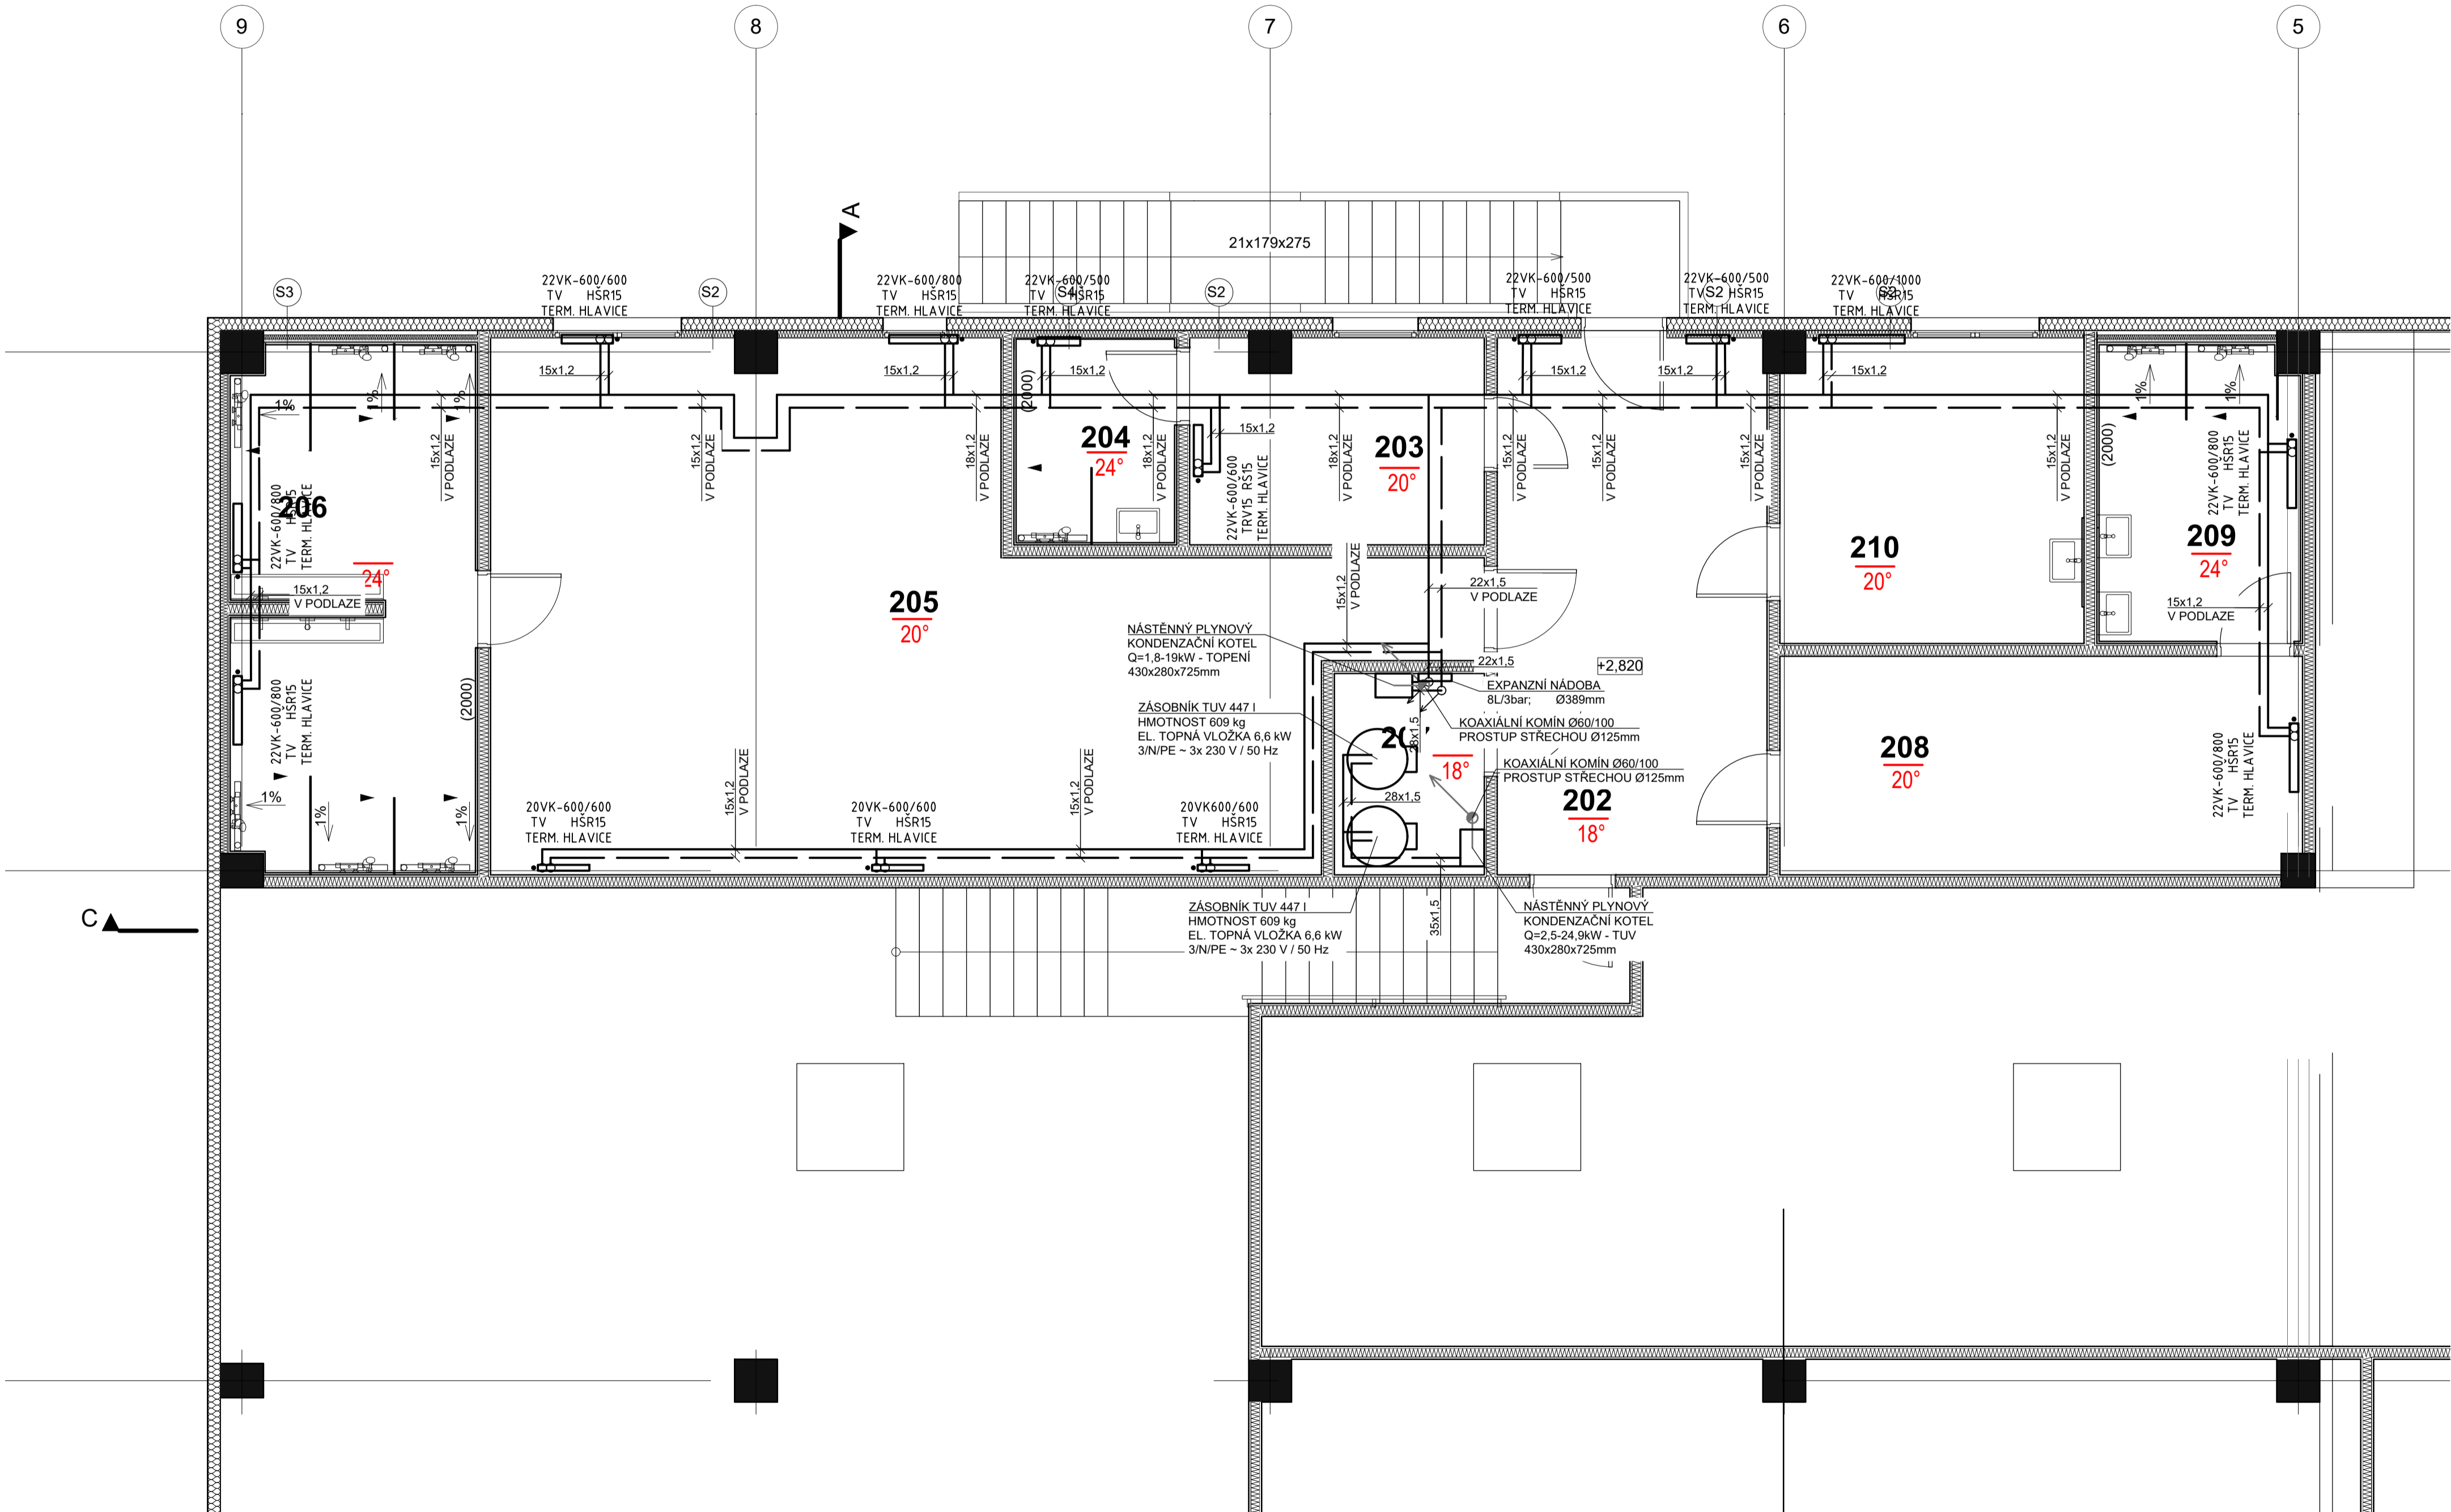 9
8
7
6
5
A
21x179x275
22VK-600/600
TV HŠR15
TERM. HLAVICE
22VK-600/800
TV HŠR15
TERM. HLAVICE
22VK-600/500
TV HŠR15
TERM. HLAVICE
22VK-600/500
TV HŠR15
TERM. HLAVICE
22VK-600/500
TV HŠR15
TERM. HLAVICE
22VK-600/1000
TV HŠR15
TERM. HLAVICE
S3
S2
S4
S2
S2
S2
15x1,2
15x1,2
15x1,2
15x1,2
15x1,2
15x1,2
1%
1%
1%
1%
1%
(2000)
(2000)
15x1,2
V PODLAZE
15x1,2
V PODLAZE
18x1,2
V PODLAZE
18x1,2
V PODLAZE
18x1,2
V PODLAZE
15x1,2
V PODLAZE
15x1,2
V PODLAZE
15x1,2
V PODLAZE
15x1,2
V PODLAZE
204
24°
15x1,2
203
20°
22VK-600/600
TRV15 RŠ15
TERM. HLAVICE
22VK-600/800
TV HŠR15
TERM. HLAVICE
206
24°
22VK-600/800
TV HŠR15
TERM. HLAVICE
209
24°
210
20°
205
20°
15x1,2
V PODLAZE
15x1,2
V PODLAZE
22x1,5
V PODLAZE
15x1,2
V PODLAZE
NÁSTĚNNÝ PLYNOVÝ
KONDENZAČNÍ KOTEL
Q=1,8-19kW - TOPENÍ
430x280x725mm
22x1,5
+2,820
EXPANZNÍ NÁDOBA
8L/3bar; Ø389mm
ZÁSOBNÍK TUV 447 l
HMOTNOST 609 kg
EL. TOPNÁ VLOŽKA 6,6 kW
3/N/PE ~ 3x 230 V / 50 Hz
KOAXIÁLNÍ KOMÍN Ø60/100
PROSTUP STŘECHOU Ø125mm
28x1,5
18°
KOAXIÁLNÍ KOMÍN Ø60/100
PROSTUP STŘECHOU Ø125mm
28x1,5
202
18°
208
20°
22VK-600/800
TV HŠR15
TERM. HLAVICE
(2000)
22VK-600/800
TV HŠR15
TERM. HLAVICE
1%
1%
1%
15x1,2
V PODLAZE
15x1,2
V PODLAZE
20VK-600/600
TV HŠR15
TERM. HLAVICE
20VK-600/600
TV HŠR15
TERM. HLAVICE
20VK600/600
TV HŠR15
TERM. HLAVICE
C
ZÁSOBNÍK TUV 447 l
HMOTNOST 609 kg
EL. TOPNÁ VLOŽKA 6,6 kW
3/N/PE ~ 3x 230 V / 50 Hz
35x1,5
NÁSTĚNNÝ PLYNOVÝ
KONDENZAČNÍ KOTEL
Q=2,5-24,9kW - TUV
430x280x725mm